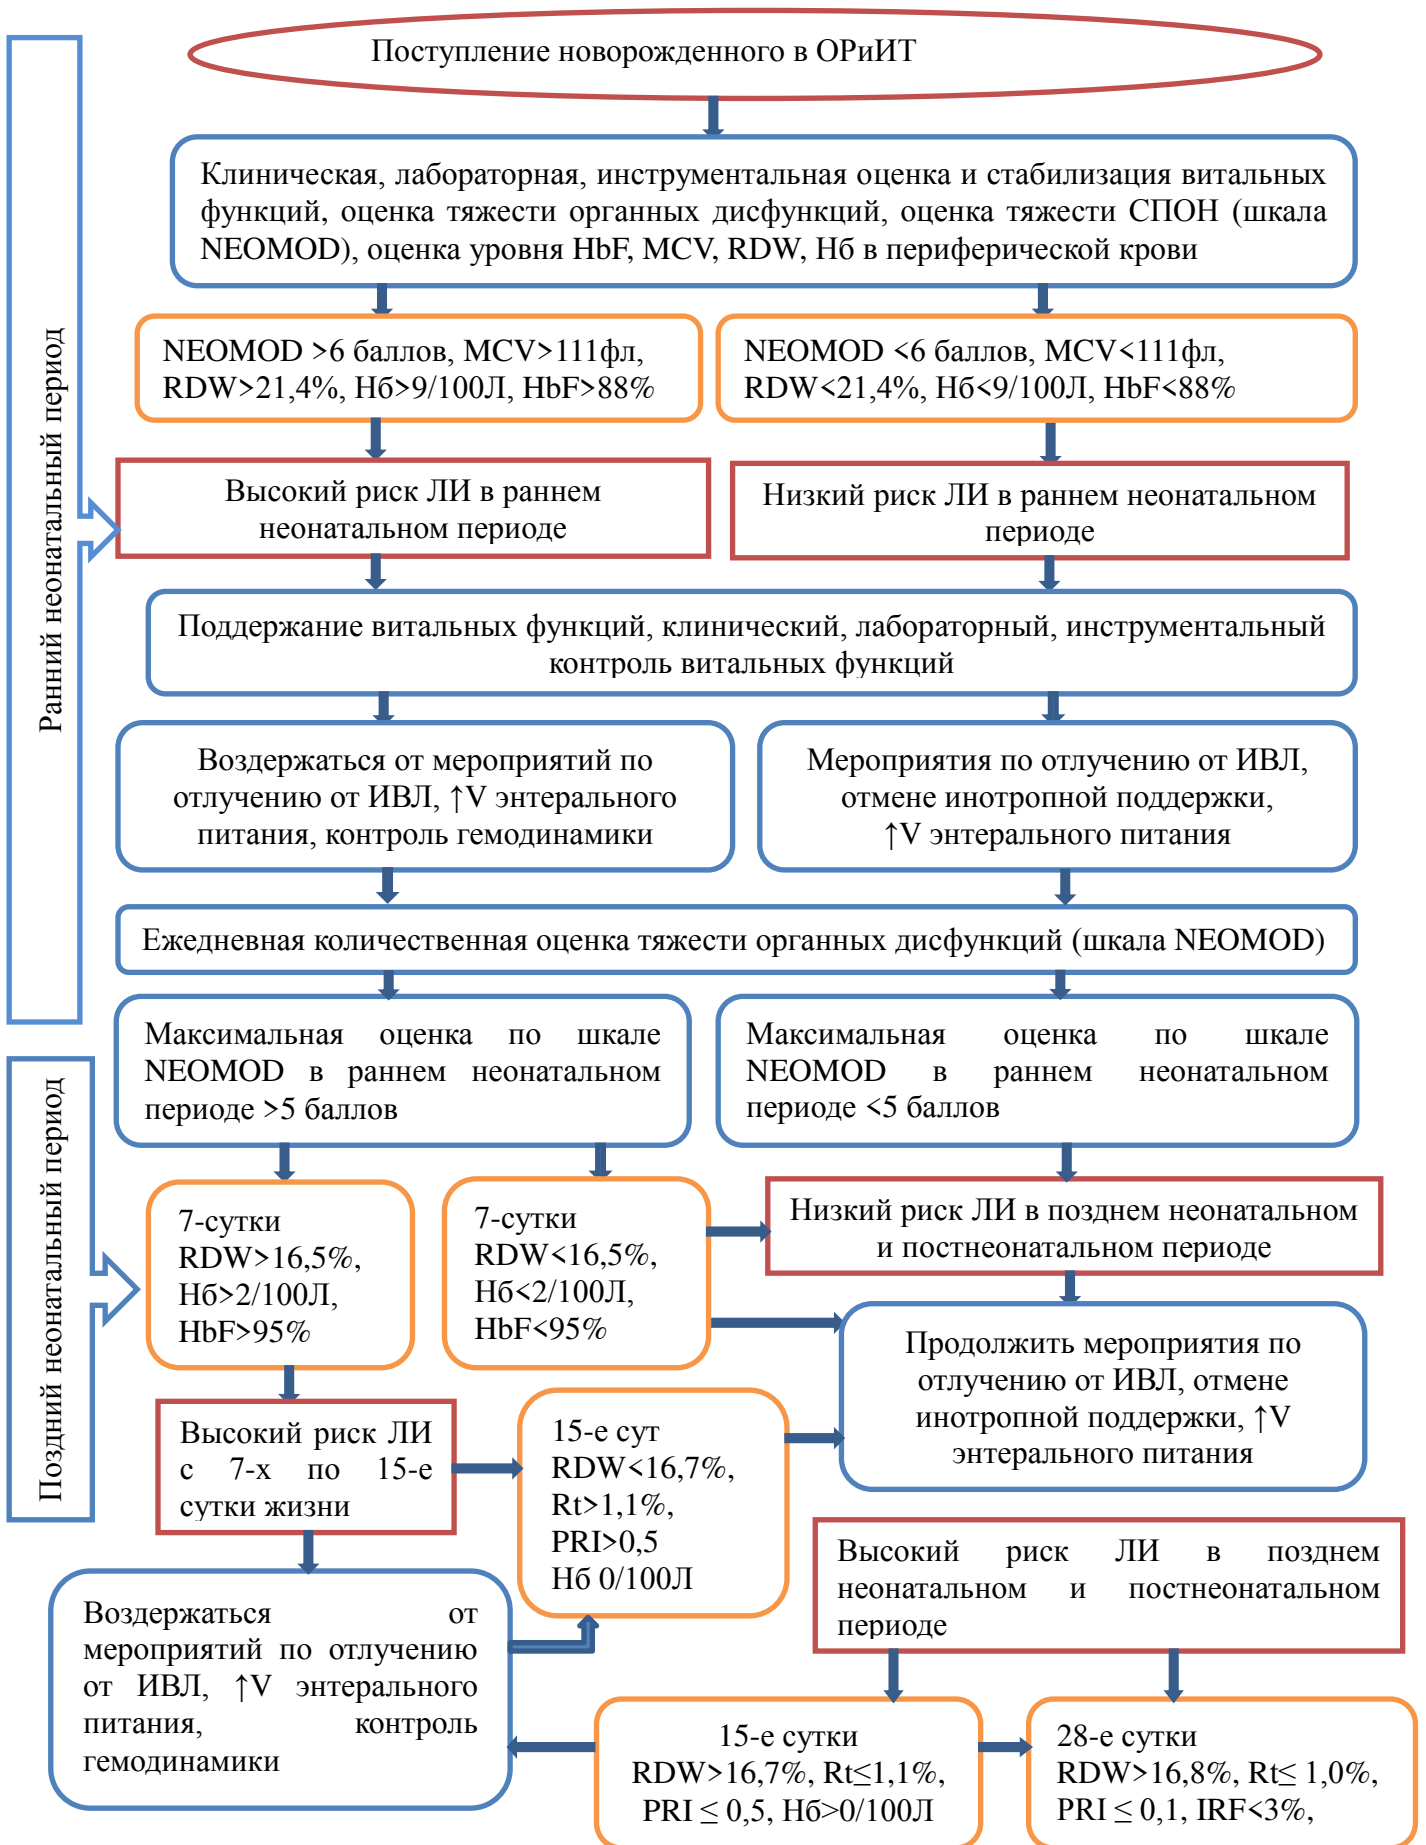 Поступление новорожденного в ОРиИТ
Ранний неонатальный период
Клиническая, лабораторная, инструментальная оценка и стабилизация витальных
функций, оценка тяжести органных дисфункций, оценка тяжести СПОН (шкала
NEOMOD), оценка уровня HbF, MCV, RDW, Нб в периферической крови
NEOMOD >6 баллов, MCV>111фл,
RDW>21,4%, Нб>9/100Л, HbF>88%
NEOMOD <6 баллов, MCV<111фл,
RDW<21,4%, Нб<9/100Л, HbF<88%
Высокий риск ЛИ в раннем
неонатальном периоде
Низкий риск ЛИ в раннем неонатальном
периоде
Поддержание витальных функций, клинический, лабораторный, инструментальный
контроль витальных функций
Воздержаться от мероприятий по
отлучению от ИВЛ, ↑V энтерального
питания, контроль гемодинамики
Мероприятия по отлучению от ИВЛ,
отмене инотропной поддержки,
↑V энтерального питания
Ежедневная количественная оценка тяжести органных дисфункций (шкала NEOMOD)
Максимальная оценка по шкале
NEOMOD в раннем неонатальном
периоде >5 баллов
Максимальная оценка по шкале
NEOMOD в раннем неонатальном
периоде <5 баллов
Поздний неонатальный период
7-сутки
RDW>16,5%,
Нб>2/100Л,
HbF>95%
7-сутки
RDW<16,5%,
Нб<2/100Л,
HbF<95%
Низкий риск ЛИ в позднем неонатальном
и постнеонатальном периоде
Продолжить мероприятия по
отлучению от ИВЛ, отмене
инотропной поддержки, ↑V
энтерального питания
Высокий риск ЛИ
с 7-х по 15-е
сутки жизни
15-е сут
RDW<16,7%,
Rt>1,1%,
PRI>0,5
Нб 0/100Л
Высокий риск ЛИ в позднем
неонатальном и постнеонатальном
периоде
Воздержаться от
мероприятий по отлучению
от ИВЛ, ↑V энтерального
питания, контроль
гемодинамики
15-е сутки
RDW>16,7%, Rt≤1,1%,
PRI ≤ 0,5, Нб>0/100Л
28-е сутки
RDW>16,8%, Rt≤ 1,0%,
PRI ≤ 0,1, IRF<3%,